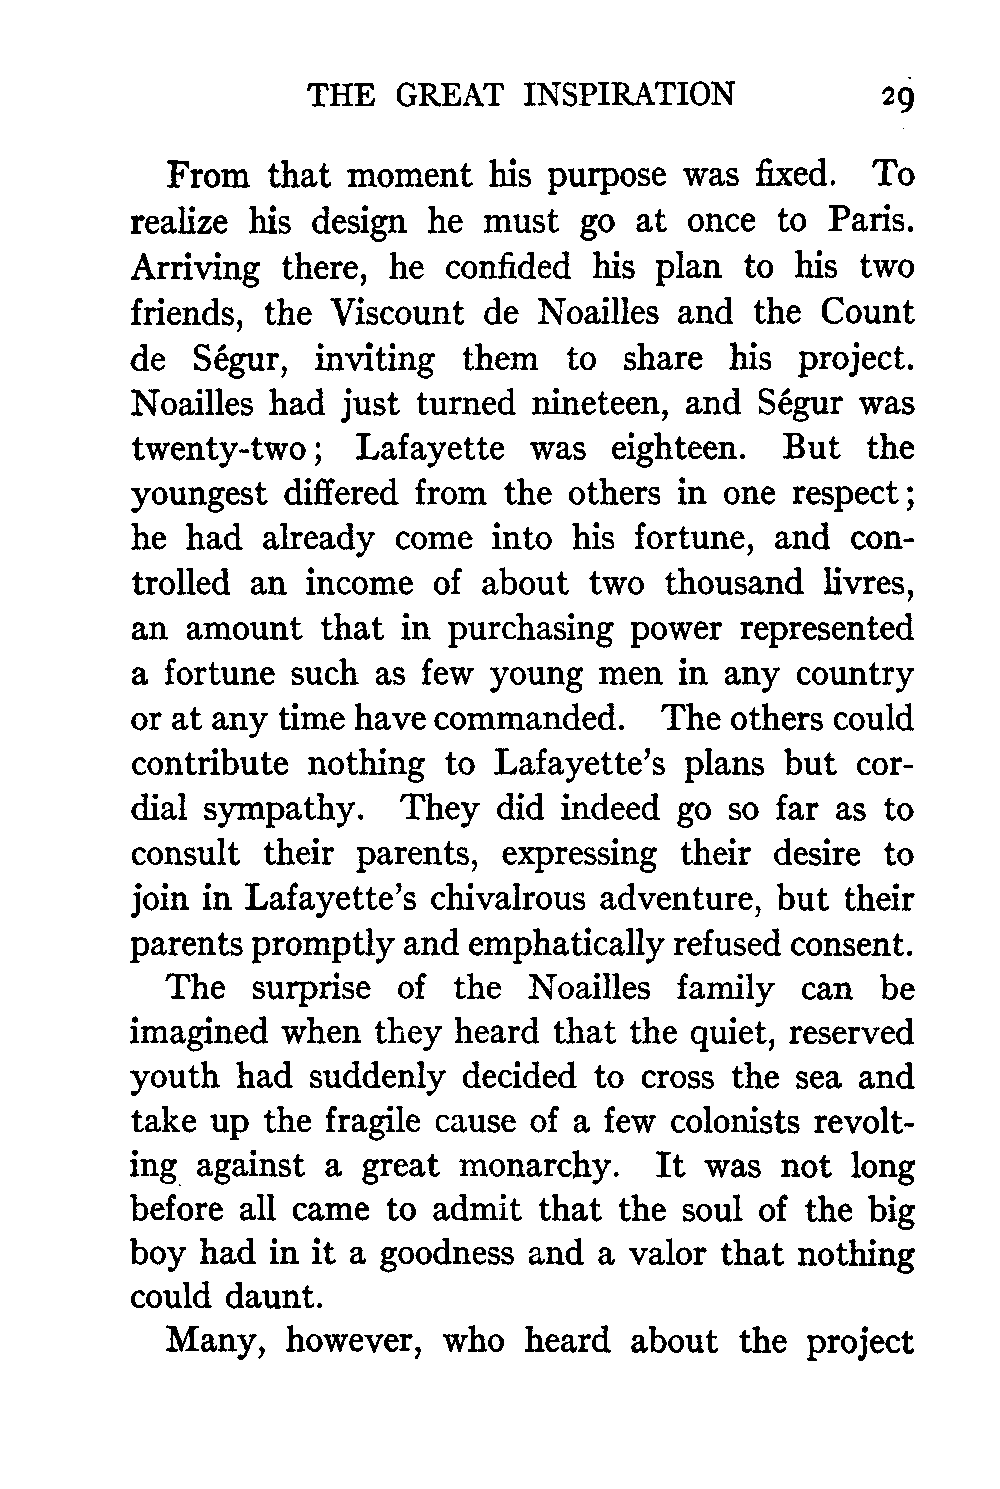 THE GREAT INSPIRATION 29
From that moment his purpose was fixed. To
realize his design he must go at once to Paris.
Arriving there, he confided his plan to his two
friends, the Viscount de Noailles and the Count
de Ségur, inviting them to share his project.
Noailles had just turned nineteen, and Ségur was
twenty-two; Lafayette was eighteen. But the
youngest differed from the others in one respect;
he had already come into his fortune, and con-
trolled an income of about two thousand livres,
an amount that in purchasing power represented
a fortune such as few young men in any country
or at any time have commanded. The others could
contribute nothing to Lafayette's plans but cor-
dial sympathy. They did indeed go so far as to
consult their parents, expressing their desire to
join in Lafayette's chivalrous adventure, but their
parents promptly and emphatically refused consent.
The surprise of the Noailles family can be
imagined when they heard that the quiet, reserved
youth had suddenly decided to cross the sea and
take up the fragile cause of a few colonists revolt-
ing against a great monarchy. It was not long
before all came to admit that the soul of the big
boy had in it a goodness and a valor that nothing
could daunt.
Many, however, who heard about the project